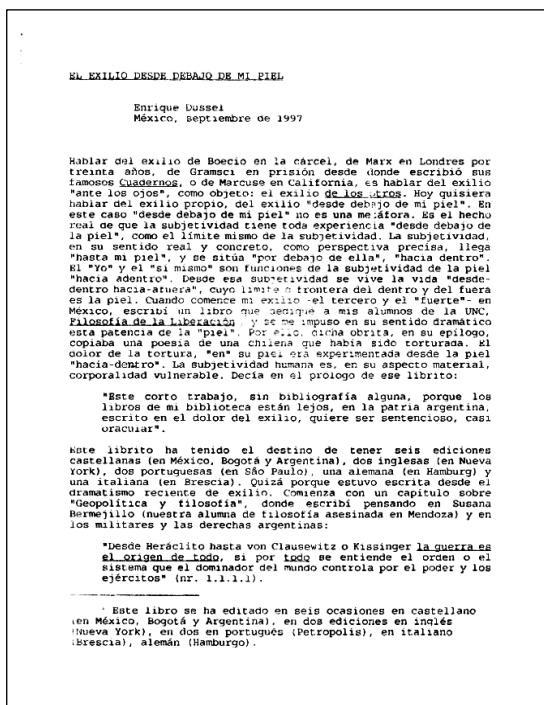 EL EXILIO DESDE DEBAJO DE MI PIEL
Enrique Dussel
México, septiembre de 1997
Hablar del exilio de Boecio en la cárcel, de Marx en Londres por
treinta años, de Gramsci en prisión desde donde escribió sus
famosos Cuadernos, o de Marcuse en California, es hablar del exilio
"ante los ojos", como objeto: el exilio de los otros. Hoy quisiera
hablar del exilio propio, del exilio "desde debajo de mi piel". En
este caso "desde debajo de mi piel" no es una metáfora. Es el hecho
real de que la subjetividad tiene toda experiencia "desde debajo de
la piel", como el límite mismo de la subjetividad. La subjetividad,
en su sentido real y concreto, como perspectiva precisa, llega
"hasta mi piel", y se sitúa "por debajo de ella", "hacia dentro".
El "Yo" y el "si mismo" son funciones de la subjetividad de la piel
"hacia adentro". Desde esa subjetividad se vive la vida "desde-
dentro hacia-afuera", cuyo límite o frontera del dentro y del fuera
es la piel. Cuando comence mi exilio -el tercero y el "fuerte"- en
México, escribí un libro que dedique a mis alumnos de la UNC,
Filosofía de la Liberación, y se me impuso en su sentido dramático
esta patencia de la "piel". Por ello, dicha obrita, en su epílogo,
copiaba una poesia de una chilena que había sido torturada. El
dolor de la tortura, "en" su piel era experimentada desde la piel
"hacia-dentro". La subjetividad humana es, en su aspecto material,
corporalidad vulnerable. Decía en el prólogo de ese librito:
"Este corto trabajo, sin bibliografía alguna, porque los
libros de mi biblioteca están lejos, en la patria argentina,
escrito en el dolor del exilio, quiere ser sentencioso, casi
oracular".
Este librito ha tenido el destino de tener seis ediciones
castellanas (en México, Bogotá y Argentina), dos inglesas (en Nueva
York), dos portuguesas (en São Paulo), una alemana (en Hamburg) y
una italiana (en Brescia). Quizá porque estuvo escrita desde el
dramatismo reciente de exilio. Comienza con un capítulo sobre
"Geopolítica y filosofía", donde escribí pensando en Susana
Bermejillo (nuestra alumna de filosofía asesinada en Mendoza) y en
los militares y las derechas argentinas:
"Desde Heráclito hasta von Clausewitz o Kissinger la guerra es
el origen de todo, si por todo se entiende el orden o el
sistema que el dominador del mundo controla por el poder y los
ejércitos" (nr. 1.1.1.1).
Este libro se ha editado en seis ocasiones en castellano
(en México, Bogotá y Argentina), en dos ediciones en inglés
(Nueva York), en dos en portugués (Petropolis), en italiano
(Brescia), alemán (Hamburgo).